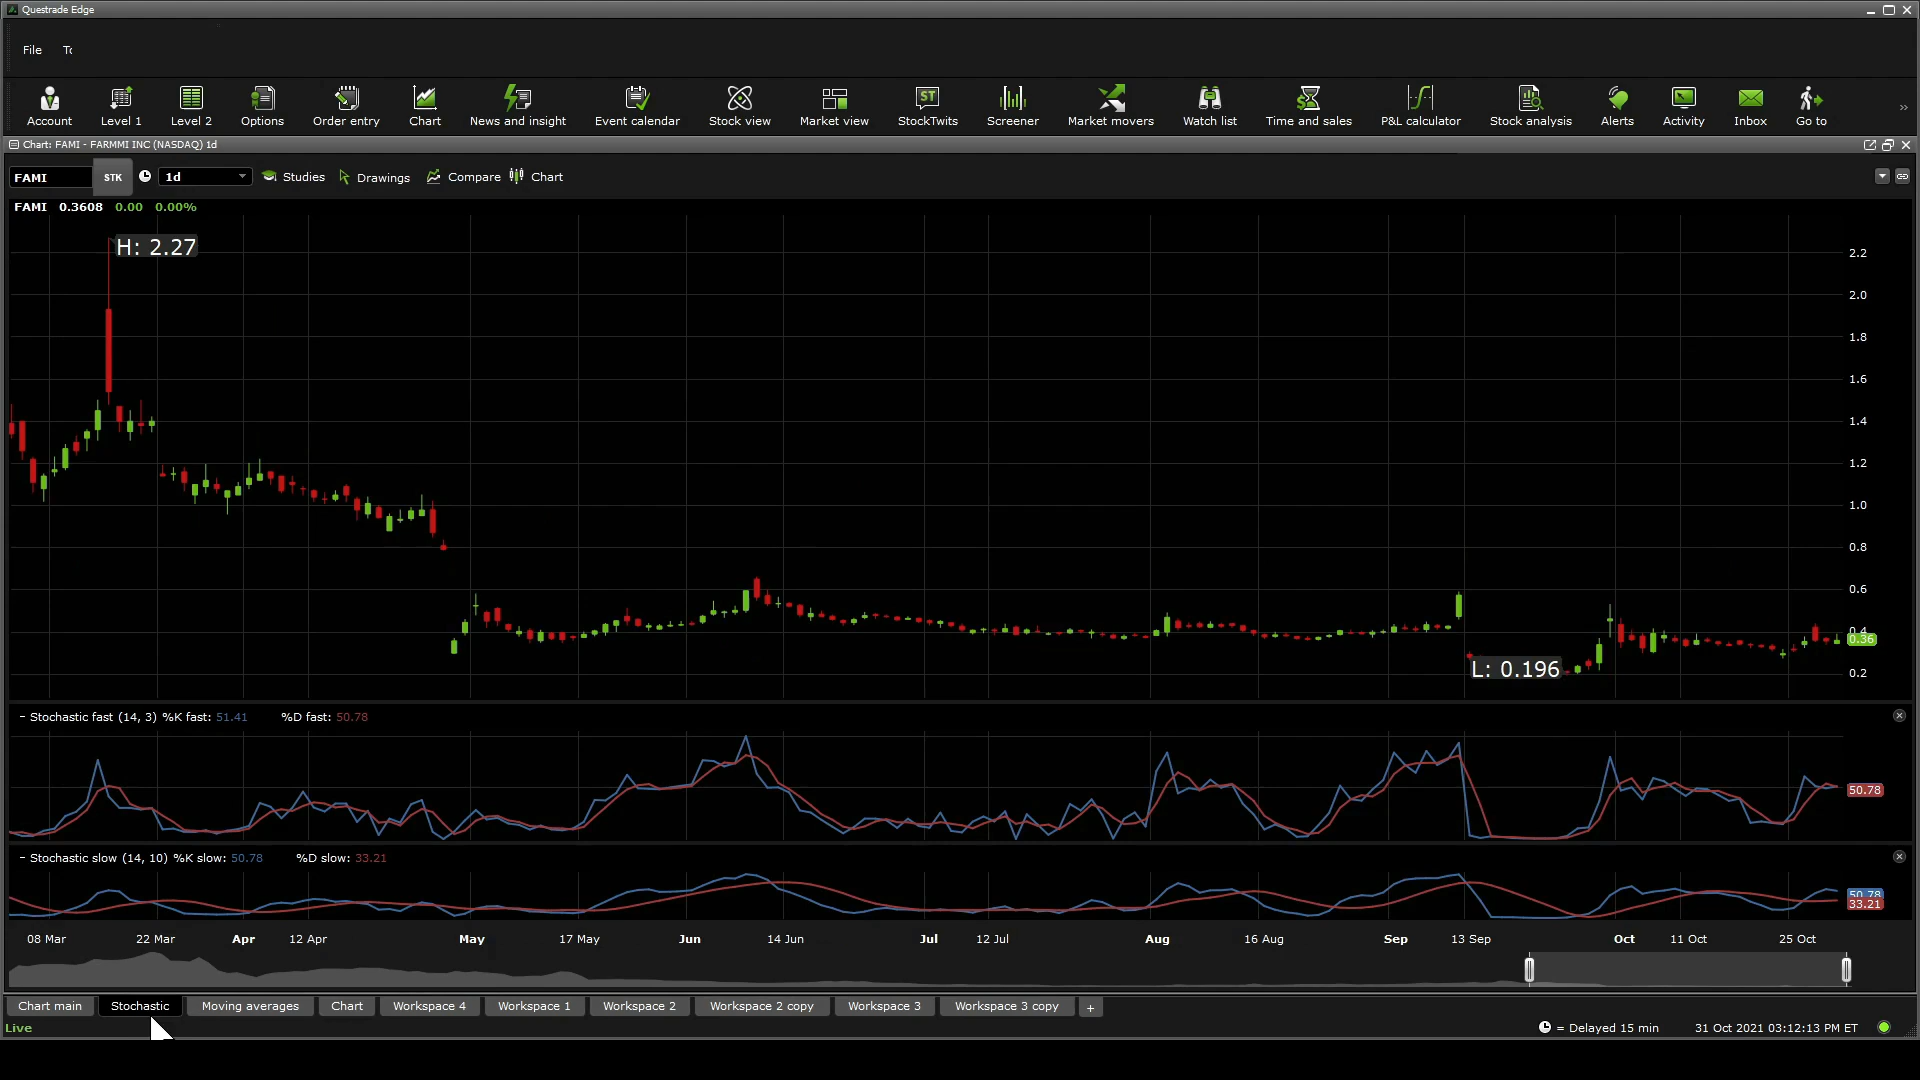 Questrade Edge
File To
Account Level 1 Level 2 Options Order entry Chart News and insight Event calendar Stock view Market view StockTwits Screener Market movers Watch list Time and sales P&L calculator Stock analysis Alerts Activity Inbox Go to
Chart: FAMI - FARMMI INC (NASDAQ) 1d
FAMI STK 1d Studies Drawings Compare Chart
FAMI 0.3608 0.00 0.00%
H: 2.27
2.2
2.0
1.8
1.6
1.4
1.2
1.0
0.8
0.6
0.4
0.36
L: 0.196
0.2
- Stochastic fast (14, 3) %K fast: 51.41 %D fast: 50.78
50.78
- Stochastic slow (14, 10) %K slow: 50.78 %D slow: 33.21
50.78
33.21
08 Mar 22 Mar Apr 12 Apr May 17 May Jun 14 Jun Jul 12 Jul Aug 16 Aug Sep 13 Sep Oct 11 Oct 25 Oct
Chart main Stochastic Moving averages Chart Workspace 4 Workspace 1 Workspace 2 Workspace 2 copy Workspace 3 Workspace 3 copy +
Live = Delayed 15 min 31 Oct 2021 03:12:13 PM ET